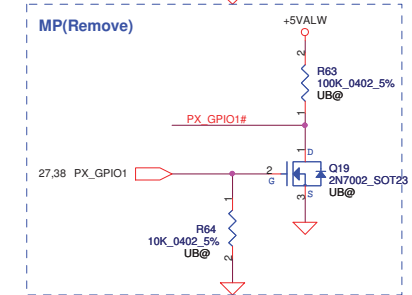 MP(Remove)
+5VALW
2
R63
100K_0402_5%
UB@
1
PX_GPIO1#
1
D
27,38 PX_GPIO1
2
G
Q19
2N7002_SOT23
UB@
3
S
1
R64
10K_0402_5%
UB@
2